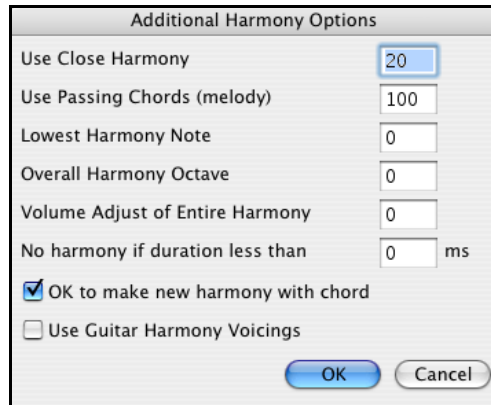 Additional Harmony Options
Use Close Harmony 20
Use Passing Chords (melody) 100
Lowest Harmony Note 0
Overall Harmony Octave 0
Volume Adjust of Entire Harmony 0
No harmony if duration less than 0 ms
OK to make new harmony with chord
Use Guitar Harmony Voicings
OK Cancel